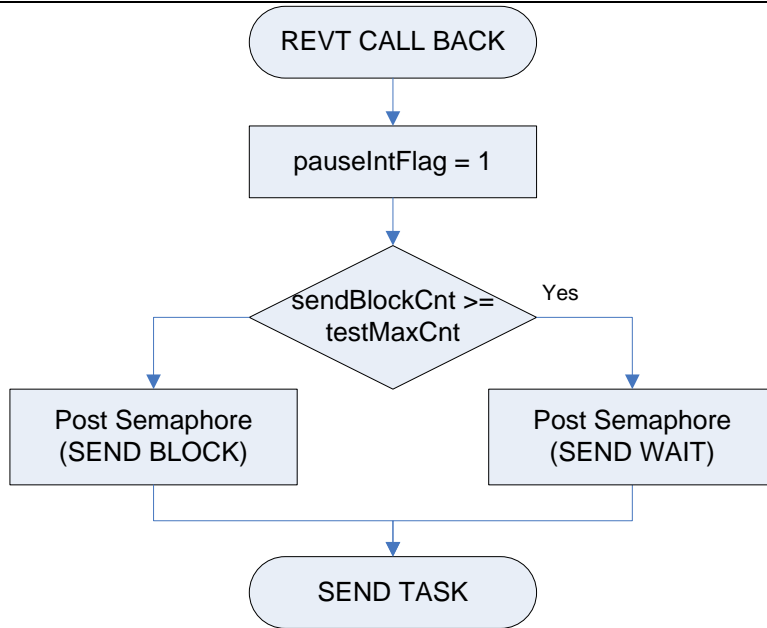 REVT CALL BACK
pauseIntFlag = 1
sendBlockCnt >=
testMaxCnt
Yes
Post Semaphore
(SEND BLOCK)
Post Semaphore
(SEND WAIT)
SEND TASK